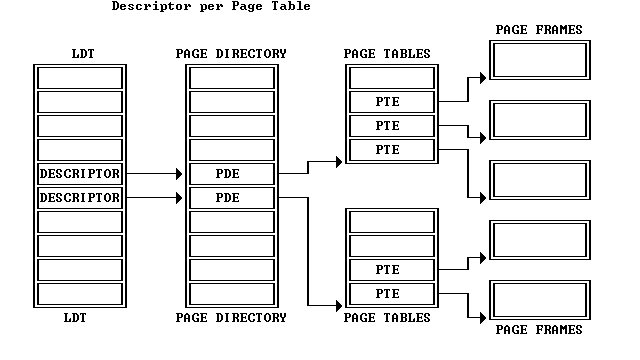 Descriptor per Page Table
PAGE FRAMES
LDT PAGE DIRECTORY PAGE TABLES
PTE
PTE
PTE
DESCRIPTOR PDE
DESCRIPTOR PDE
PTE
PTE
LDT PAGE DIRECTORY PAGE TABLES
PAGE FRAMES